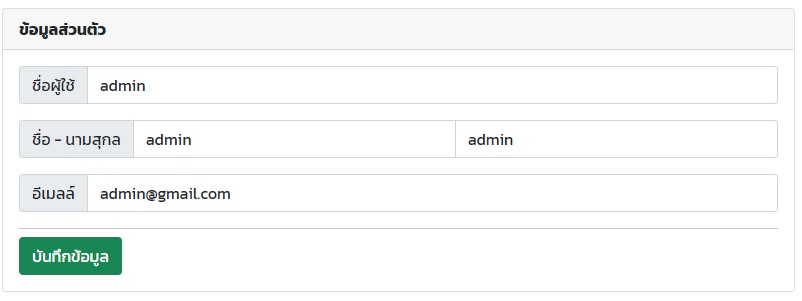 ข้อมูลส่วนตัว
ชื่อผู้ใช้ admin
ชื่อ - นามสกุล admin admin
อีเมลล์ admin@gmail.com
บันทึกข้อมูล